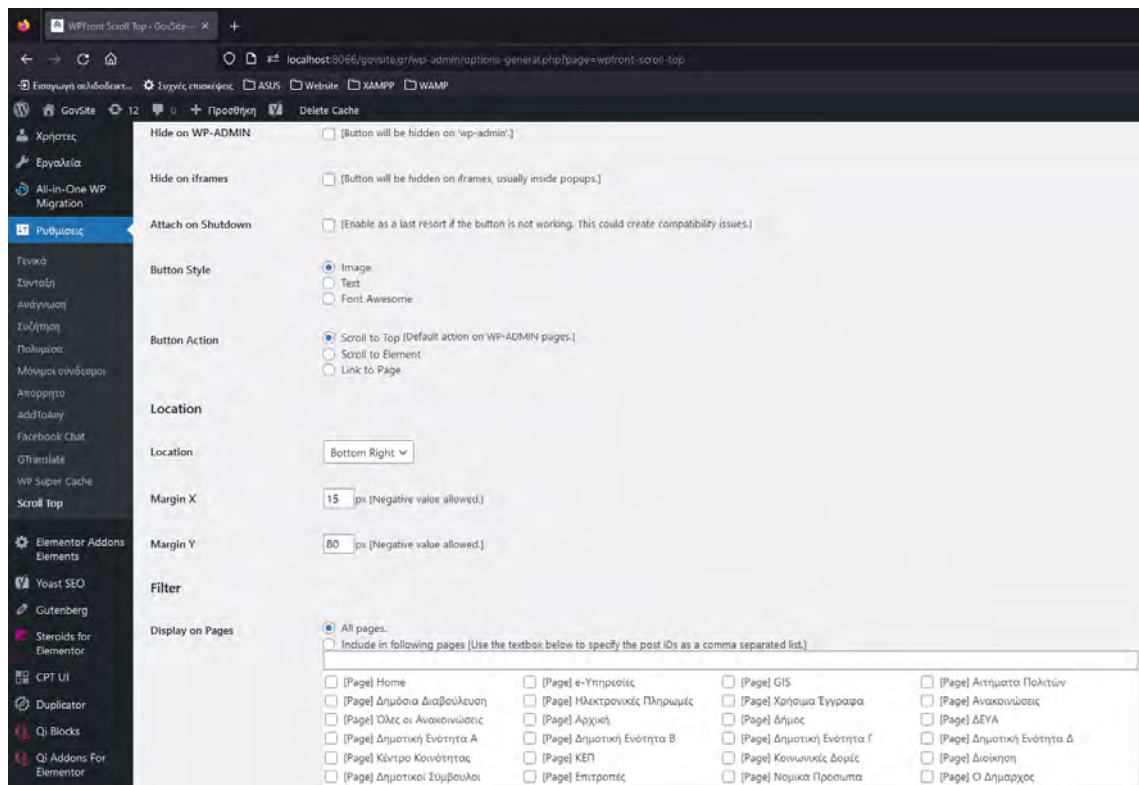 WPFront Scroll Top ‹ GovSite —
localhost:8066/govsite.gr/wp-admin/options-general.php?page=wpfront-scroll-top
Εισαγωγή σελιδοδεικτ... Συχνές επισκέψεις ASUS Website XAMPP WAMP
GovSite 12 0 + Προσθήκη Delete Cache
Χρήστες
Εργαλεία
All-in-One WP
Migration
Ρυθμίσεις
Γενικά
Σύνταξη
Ανάγνωση
Συζήτηση
Πολυμέσα
Μόνιμοι σύνδεσμοι
Απόρρητο
AddToAny
Facebook Chat
GTranslate
WP Super Cache
Scroll Top
Elementor Addons
Elements
Yoast SEO
Gutenberg
Steroids for
Elementor
CPT UI
Duplicator
Qi Blocks
Qi Addons For
Elementor
Hide on WP-ADMIN [Button will be hidden on 'wp-admin'.]
Hide on iframes [Button will be hidden on iframes, usually inside popups.]
Attach on Shutdown [Enable as a last resort if the button is not working. This could create compatibility issues.]
Button Style Image
Text
Font Awesome
Button Action Scroll to Top [Default action on WP-ADMIN pages.]
Scroll to Element
Link to Page
Location
Location Bottom Right
Margin X 15 px [Negative value allowed.]
Margin Y 80 px [Negative value allowed.]
Filter
Display on Pages All pages.
Include in following pages [Use the textbox below to specify the post IDs as a comma separated list.]
[Page] Home [Page] e-Υπηρεσίες [Page] GIS [Page] Αιτήματα Πολιτών
[Page] Δημόσια Διαβούλευση [Page] Ηλεκτρονικές Πληρωμές [Page] Χρήσιμα Έγγραφα [Page] Ανακοινώσεις
[Page] Όλες οι Ανακοινώσεις [Page] Αρχική [Page] Δήμος [Page] ΔΕΥΑ
[Page] Δημοτική Ενότητα Α [Page] Δημοτική Ενότητα Β [Page] Δημοτική Ενότητα Γ [Page] Δημοτική Ενότητα Δ
[Page] Κέντρο Κοινότητας [Page] ΚΕΠ [Page] Κοινωνικές Δομές [Page] Διοίκηση
[Page] Δημοτικοί Σύμβουλοι [Page] Επιτροπές [Page] Νομικά Πρόσωπα [Page] Ο Δήμαρχος